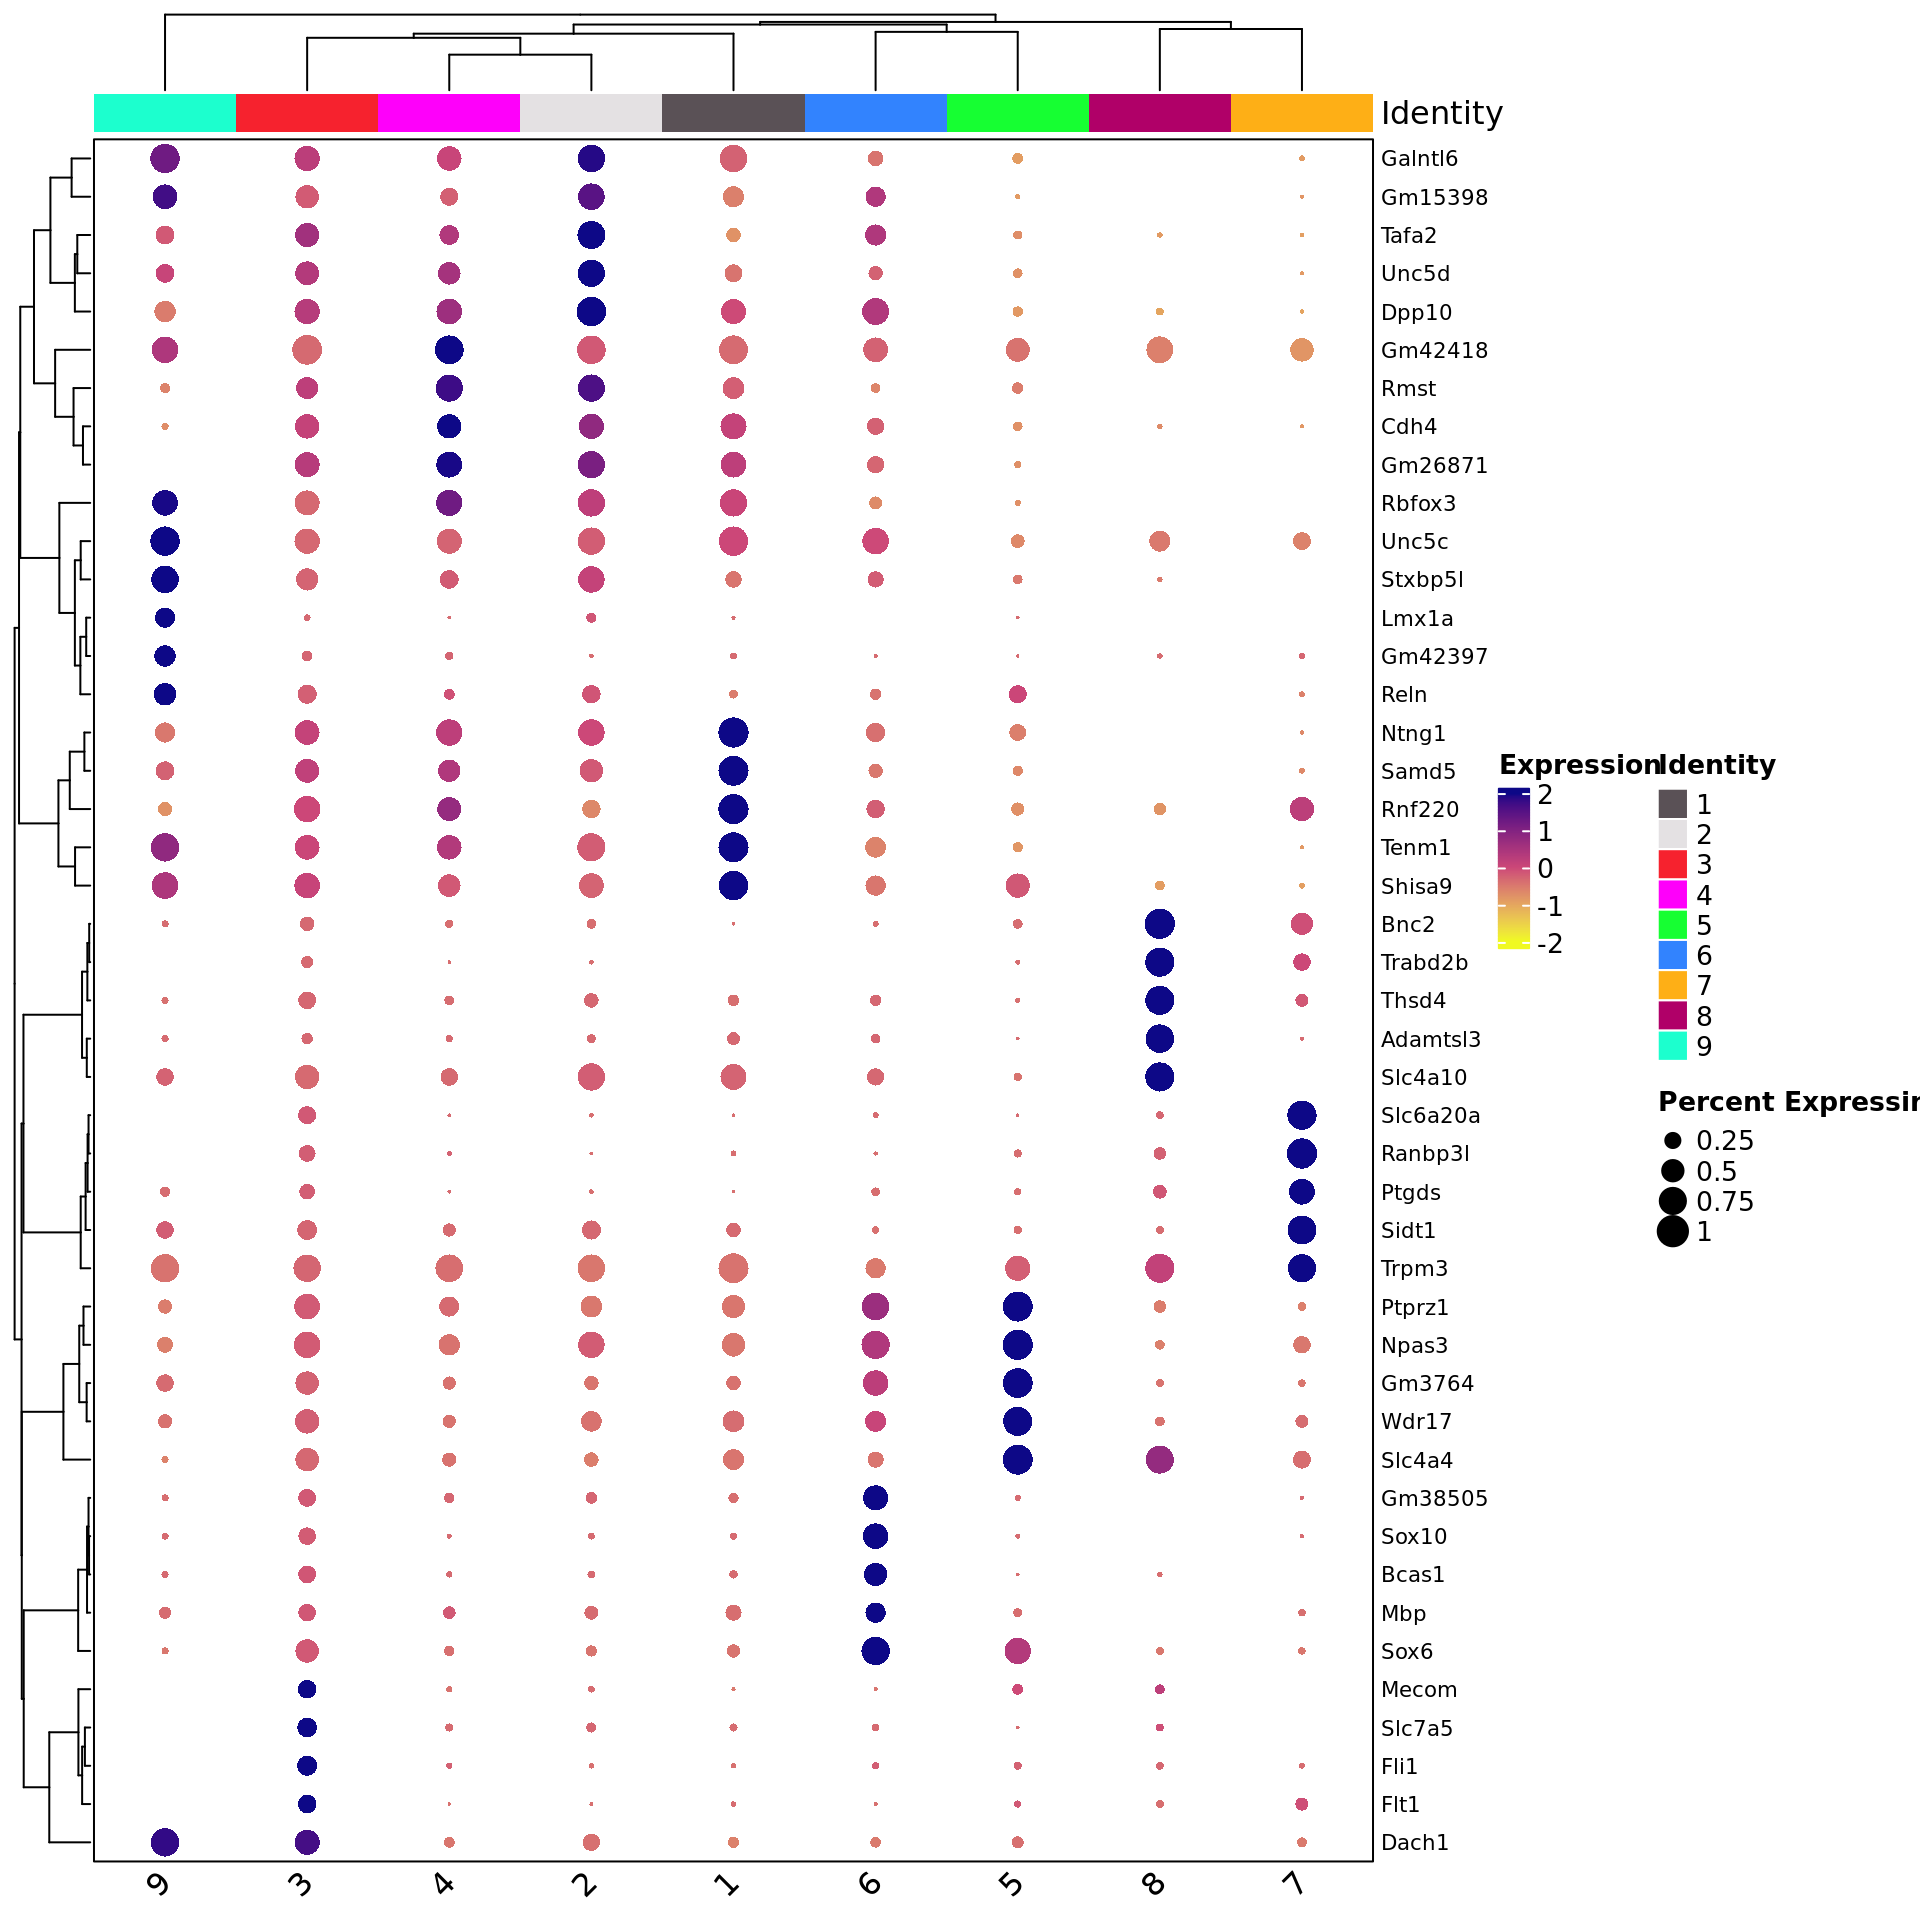 Identity
Galntl6
Gm15398
Tafa2
Unc5d
Dpp10
Gm42418
Rmst
Cdh4
Gm26871
Rbfox3
Unc5c
Stxbp5l
Lmx1a
Gm42397
Reln
Ntng1
Samd5
Rnf220
Tenm1
Shisa9
Bnc2
Trabd2b
Thsd4
Adamtsl3
Slc4a10
Slc6a20a
Ranbp3l
Ptgds
Sidt1
Trpm3
Ptprz1
Npas3
Gm3764
Wdr17
Slc4a4
Gm38505
Sox10
Bcas1
Mbp
Sox6
Mecom
Slc7a5
Fli1
Flt1
Dach1
9 3 4 2 1 6 5 8 7
Expression
2
1
0
-1
-2
Identity
1
2
3
4
5
6
7
8
9
Percent Expressin
0.25
0.5
0.75
1